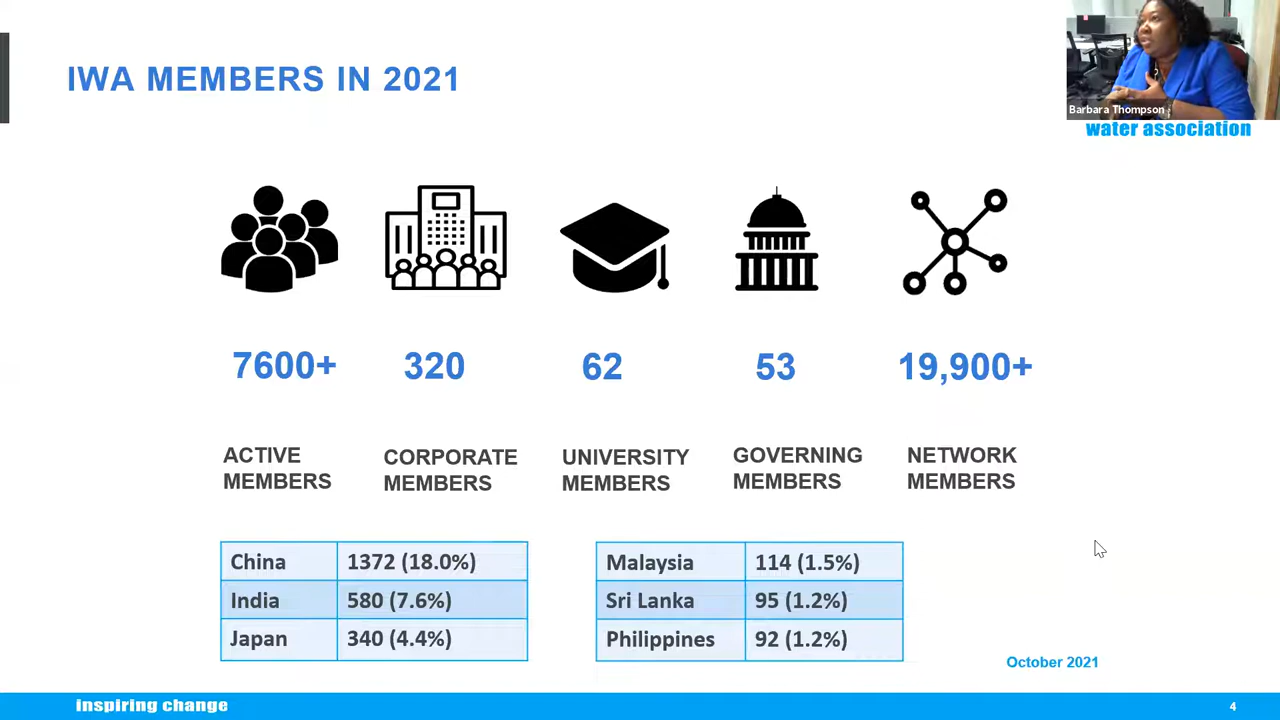 IWA MEMBERS IN 2021
Barbara Thompson
water association
7600+
320
62
53
19,900+
ACTIVE
MEMBERS
CORPORATE
MEMBERS
UNIVERSITY
MEMBERS
GOVERNING
MEMBERS
NETWORK
MEMBERS
China 1372 (18.0%)
India 580 (7.6%)
Japan 340 (4.4%)
Malaysia 114 (1.5%)
Sri Lanka 95 (1.2%)
Philippines 92 (1.2%)
October 2021
inspiring change
4